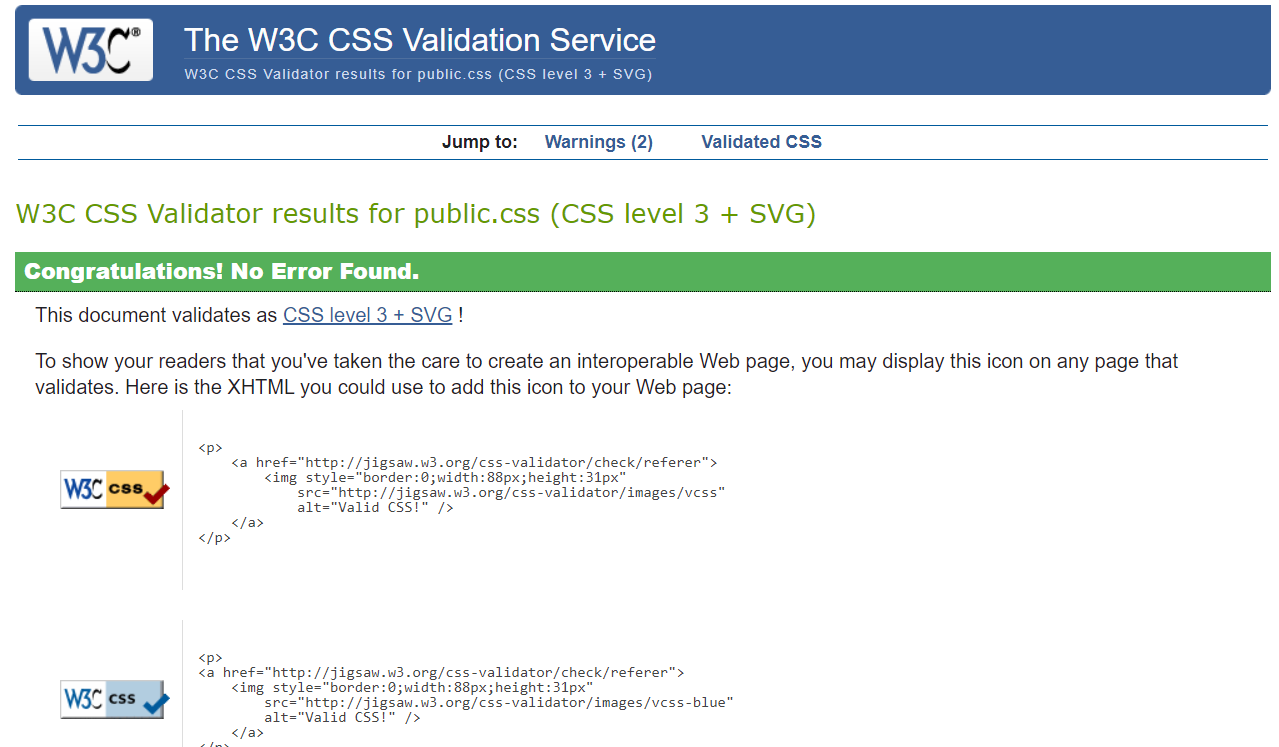 W3C®
The W3C CSS Validation Service
W3C CSS Validator results for public.css (CSS level 3 + SVG)
Jump to: Warnings (2) Validated CSS
W3C CSS Validator results for public.css (CSS level 3 + SVG)
Congratulations! No Error Found.
This document validates as CSS level 3 + SVG !
To show your readers that you've taken the care to create an interoperable Web page, you may display this icon on any page that
validates. Here is the XHTML you could use to add this icon to your Web page:
W3C css
<p>
<a href="http://jigsaw.w3.org/css-validator/check/referer">
<img style="border:0;width:88px;height:31px"
src="http://jigsaw.w3.org/css-validator/images/vcss"
alt="Valid CSS!" />
</a>
</p>
W3C css
<p>
<a href="http://jigsaw.w3.org/css-validator/check/referer">
<img style="border:0;width:88px;height:31px"
src="http://jigsaw.w3.org/css-validator/images/vcss-blue"
alt="Valid CSS!" />
</a>
</p>